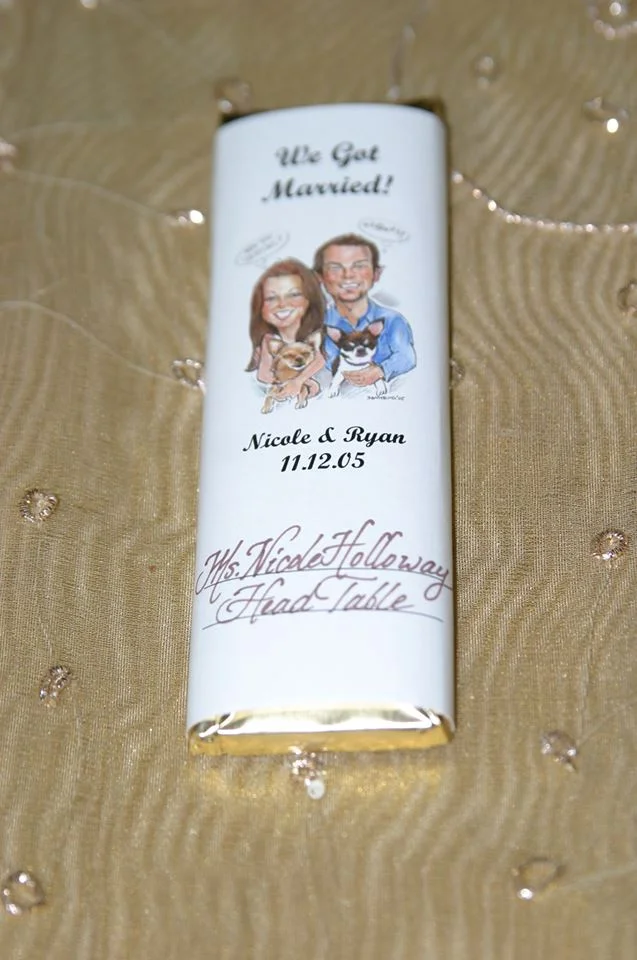 We Got
Married!
Nicole & Ryan
11.12.05
Ms. Nicole Holloway
Head Table